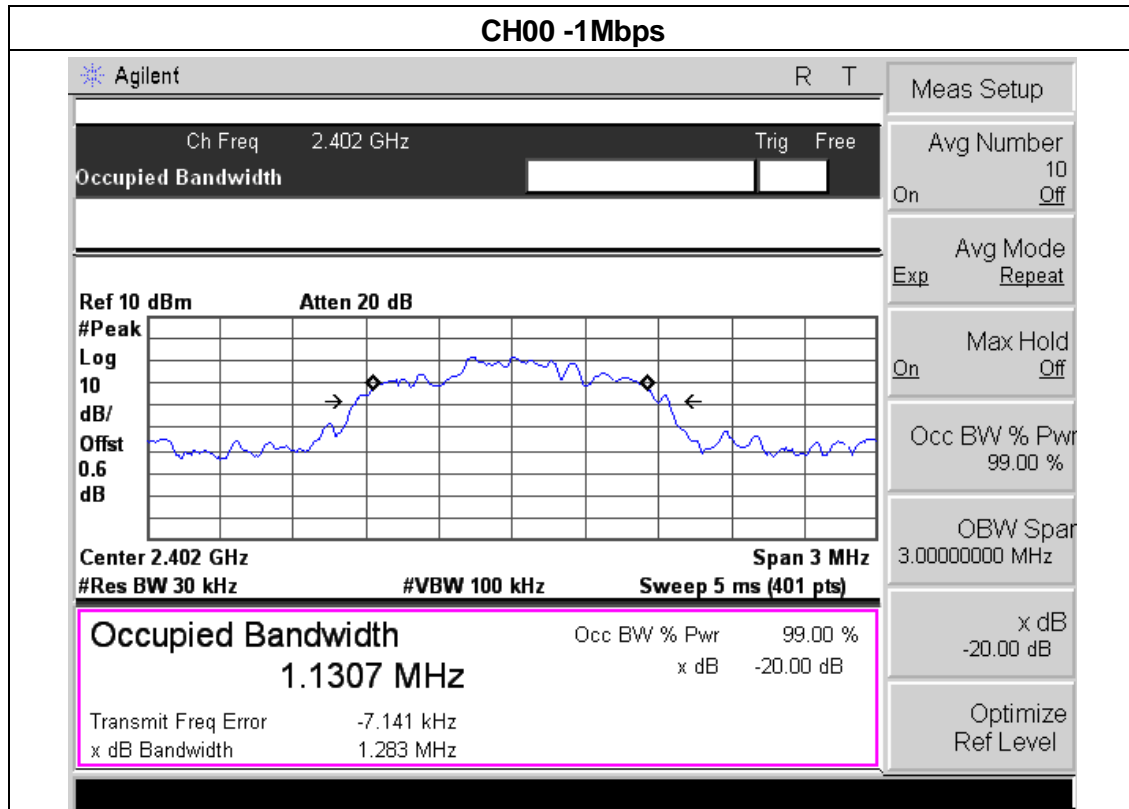 CH00 -1Mbps
Agilent
R T
Ch Freq 2.402 GHz Trig Free
Occupied Bandwidth
Ref 10 dBm Atten 20 dB
#Peak
Log
10
dB/
Offst
0.6
dB
Center 2.402 GHz Span 3 MHz
#Res BW 30 kHz #VBW 100 kHz Sweep 5 ms (401 pts)
Occupied Bandwidth
1.1307 MHz
Occ BW % Pwr 99.00 %
x dB -20.00 dB
Transmit Freq Error -7.141 kHz
x dB Bandwidth 1.283 MHz
Meas Setup
Avg Number
10
On Off
Avg Mode
Exp Repeat
Max Hold
On Off
Occ BW % Pwr
99.00 %
OBW Span
3.00000000 MHz
x dB
-20.00 dB
Optimize
Ref Level